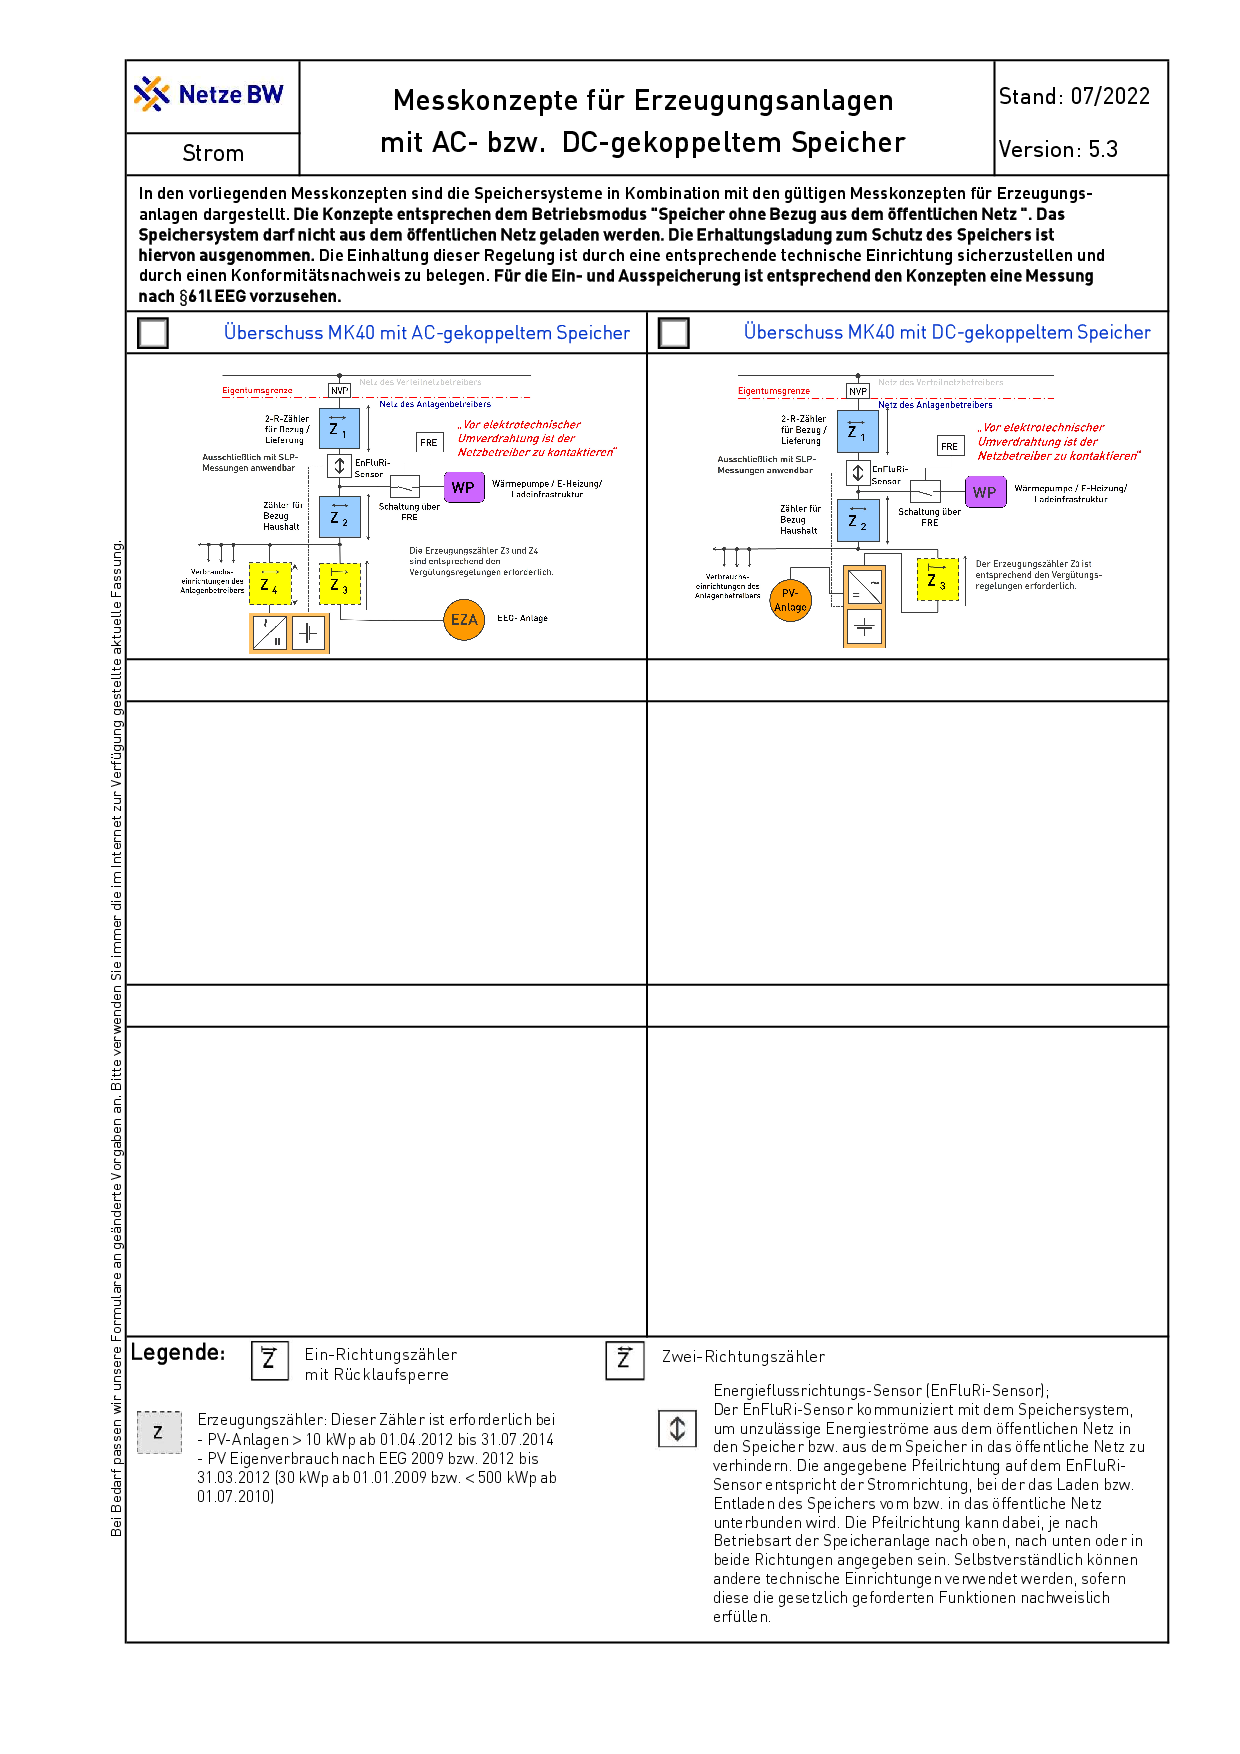 Netze BW
Strom
Messkonzepte für Erzeugungsanlagen
mit AC- bzw. DC-gekoppeltem Speicher
Stand: 07/2022
Version: 5.3
In den vorliegenden Messkonzepten sind die Speichersysteme in Kombination mit den gültigen Messkonzepten für Erzeugungs-
anlagen dargestellt. Die Konzepte entsprechen dem Betriebsmodus "Speicher ohne Bezug aus dem öffentlichen Netz ". Das
Speichersystem darf nicht aus dem öffentlichen Netz geladen werden. Die Erhaltungsladung zum Schutz des Speichers ist
hiervon ausgenommen. Die Einhaltung dieser Regelung ist durch eine entsprechende technische Einrichtung sicherzustellen und
durch einen Konformitätsnachweis zu belegen. Für die Ein- und Ausspeicherung ist entsprechend den Konzepten eine Messung
nach §61l EEG vorzusehen.
Überschuss MK40 mit AC-gekoppeltem Speicher
Netz des Verteilnetzbetreibers
Eigentumsgrenze
NVP
Netz des Anlagenbetreibers
2-R-Zähler
für Bezug /
Lieferung
Z 1
„Vor elektrotechnischer
Umverdrahtung ist der
Netzbetreiber zu kontaktieren“
FRE
Ausschließlich mit SLP-
Messungen anwendbar
EnFluRi-
Sensor
WP
Wärmepumpe / E-Heizung/
Ladeinfrastruktur
Schaltung über
FRE
Zähler für
Bezug
Haushalt
Z 2
Die Erzeugungszähler Z3 und Z4
sind entsprechend den
Vergütungsregelungen erforderlich.
Verbrauchs-
einrichtungen des
Anlagenbetreibers
Z 4
Z 3
EZA
EEG- Anlage
Überschuss MK40 mit DC-gekoppeltem Speicher
Netz des Verteilnetzbetreibers
Eigentumsgrenze
NVP
Netz des Anlagenbetreibers
2-R-Zähler
für Bezug /
Lieferung
Z 1
„Vor elektrotechnischer
Umverdrahtung ist der
Netzbetreiber zu kontaktieren“
FRE
Ausschließlich mit SLP-
Messungen anwendbar
EnFluRi-
Sensor
WP
Wärmepumpe / E-Heizung/
Ladeinfrastruktur
Schaltung über
FRE
Zähler für
Bezug
Haushalt
Z 2
Der Erzeugungszähler Z3 ist
entsprechend den Vergütungs-
regelungen erforderlich.
Verbrauchs-
einrichtungen des
Anlagenbetreibers
PV-
Anlage
Z 3
Legende:
Z
Ein-Richtungszähler
mit Rücklaufsperre
Z
Zwei-Richtungszähler
Z
Erzeugungszähler: Dieser Zähler ist erforderlich bei
- PV-Anlagen > 10 kWp ab 01.04.2012 bis 31.07.2014
- PV Eigenverbrauch nach EEG 2009 bzw. 2012 bis
31.03.2012 (30 kWp ab 01.01.2009 bzw. < 500 kWp ab
01.07.2010)
Energieflussrichtungs-Sensor (EnFluRi-Sensor);
Der EnFluRi-Sensor kommuniziert mit dem Speichersystem,
um unzulässige Energieströme aus dem öffentlichen Netz in
den Speicher bzw. aus dem Speicher in das öffentliche Netz zu
verhindern. Die angegebene Pfeilrichtung auf dem EnFluRi-
Sensor entspricht der Stromrichtung, bei der das Laden bzw.
Entladen des Speichers vom bzw. in das öffentliche Netz
unterbunden wird. Die Pfeilrichtung kann dabei, je nach
Betriebsart der Speicheranlage nach oben, nach unten oder in
beide Richtungen angegeben sein. Selbstverständlich können
andere technische Einrichtungen verwendet werden, sofern
diese die gesetzlich geforderten Funktionen nachweislich
erfüllen.
Bei Bedarf passen wir unsere Formulare an geänderte Vorgaben an. Bitte verwenden Sie immer die im Internet zur Verfügung gestellte aktuelle Fassung.